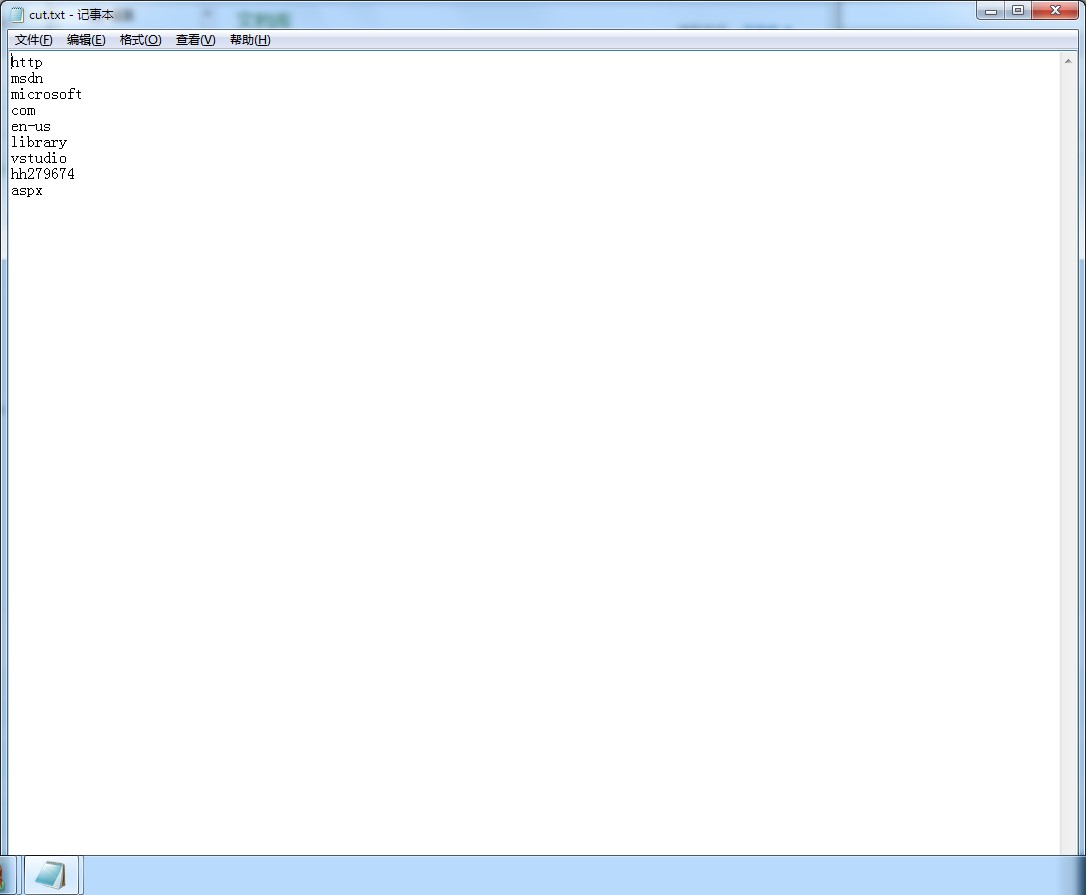 cut.txt - 记事本
文件(F) 编辑(E) 格式(O) 查看(V) 帮助(H)
http
msdn
microsoft
com
en-us
library
vstudio
hh279674
aspx